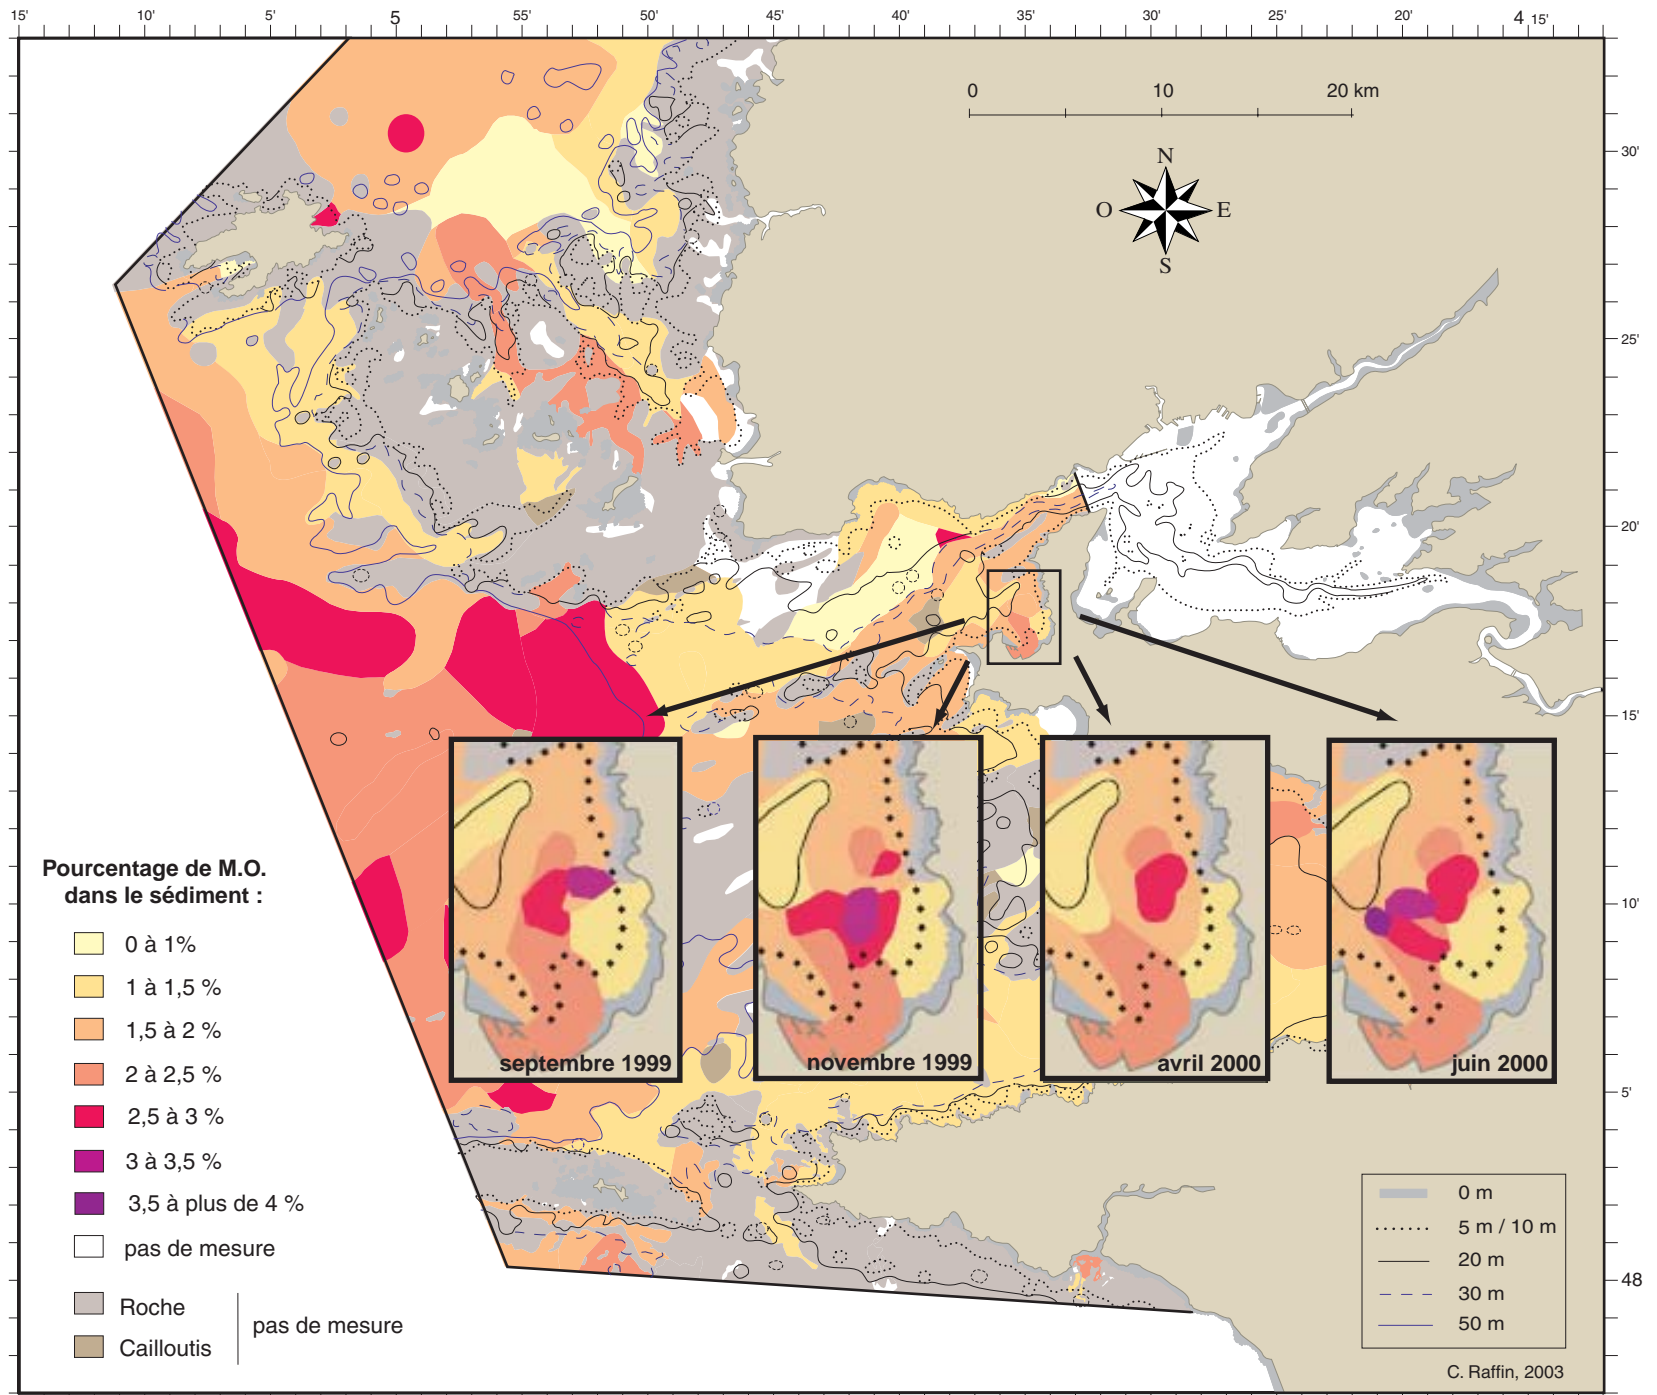 15' 10' 5' 5 55' 50' 45' 40' 35' 30' 25' 20' 4 15'
0 10 20 km
N
O E
S
30'
25'
20'
15'
10'
5'
48
Pourcentage de M.O.
dans le sédiment :
0 à 1%
1 à 1,5 %
1,5 à 2 %
2 à 2,5 %
2,5 à 3 %
3 à 3,5 %
3,5 à plus de 4 %
pas de mesure
Roche
Cailloutis
pas de mesure
septembre 1999
novembre 1999
avril 2000
juin 2000
0 m
5 m / 10 m
20 m
30 m
50 m
C. Raffin, 2003